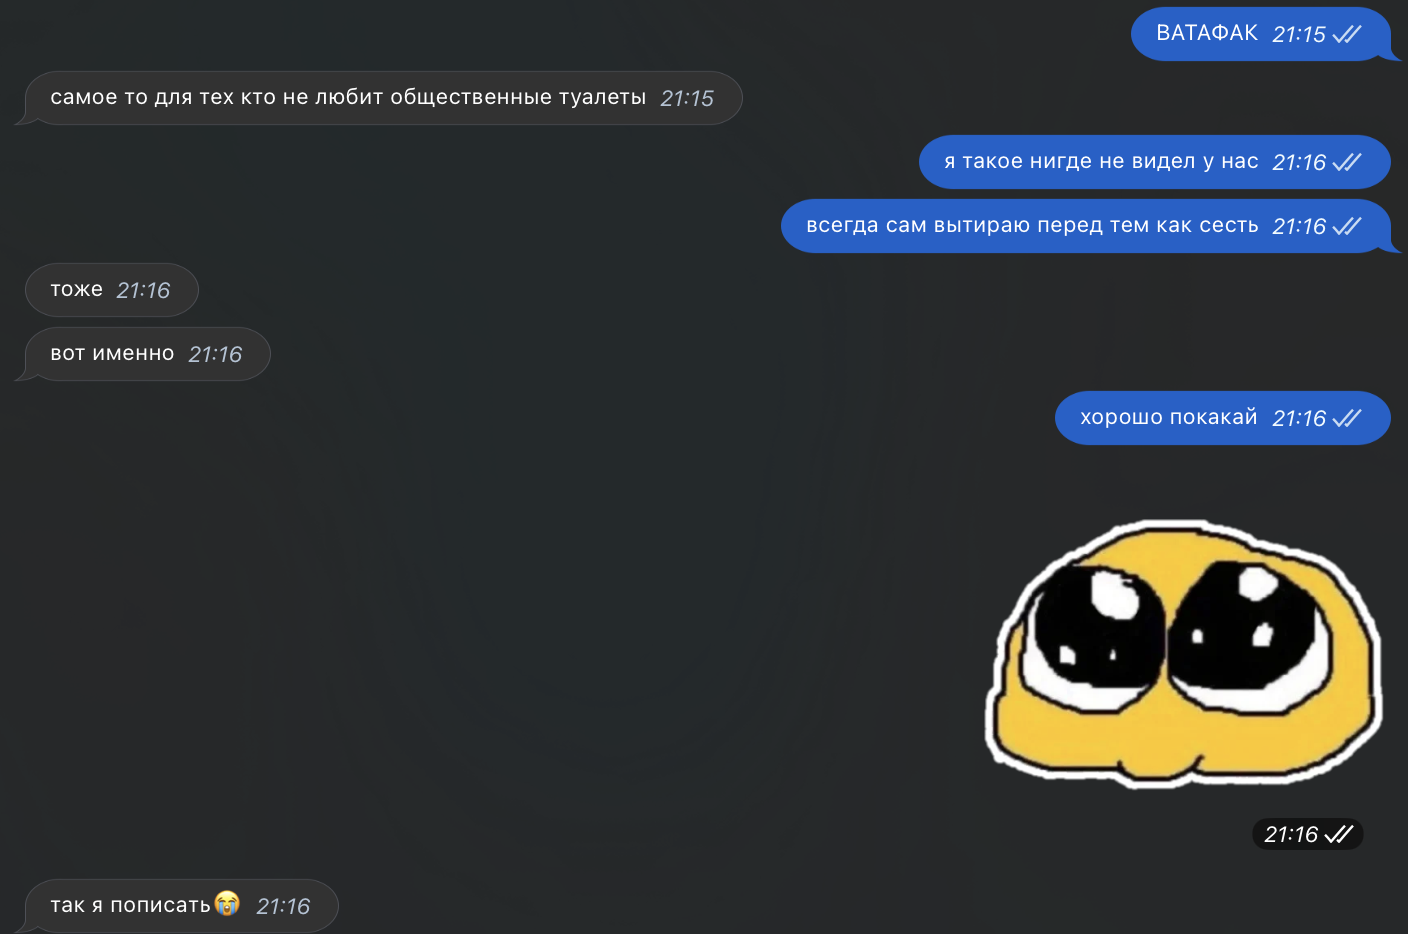 ВАТАФАК 21:15
самое то для тех кто не любит общественные туалеты 21:15
я такое нигде не видел у нас 21:16
всегда сам вытираю перед тем как сесть 21:16
тоже 21:16
вот именно 21:16
хорошо покакай 21:16
21:16
так я пописать😭 21:16